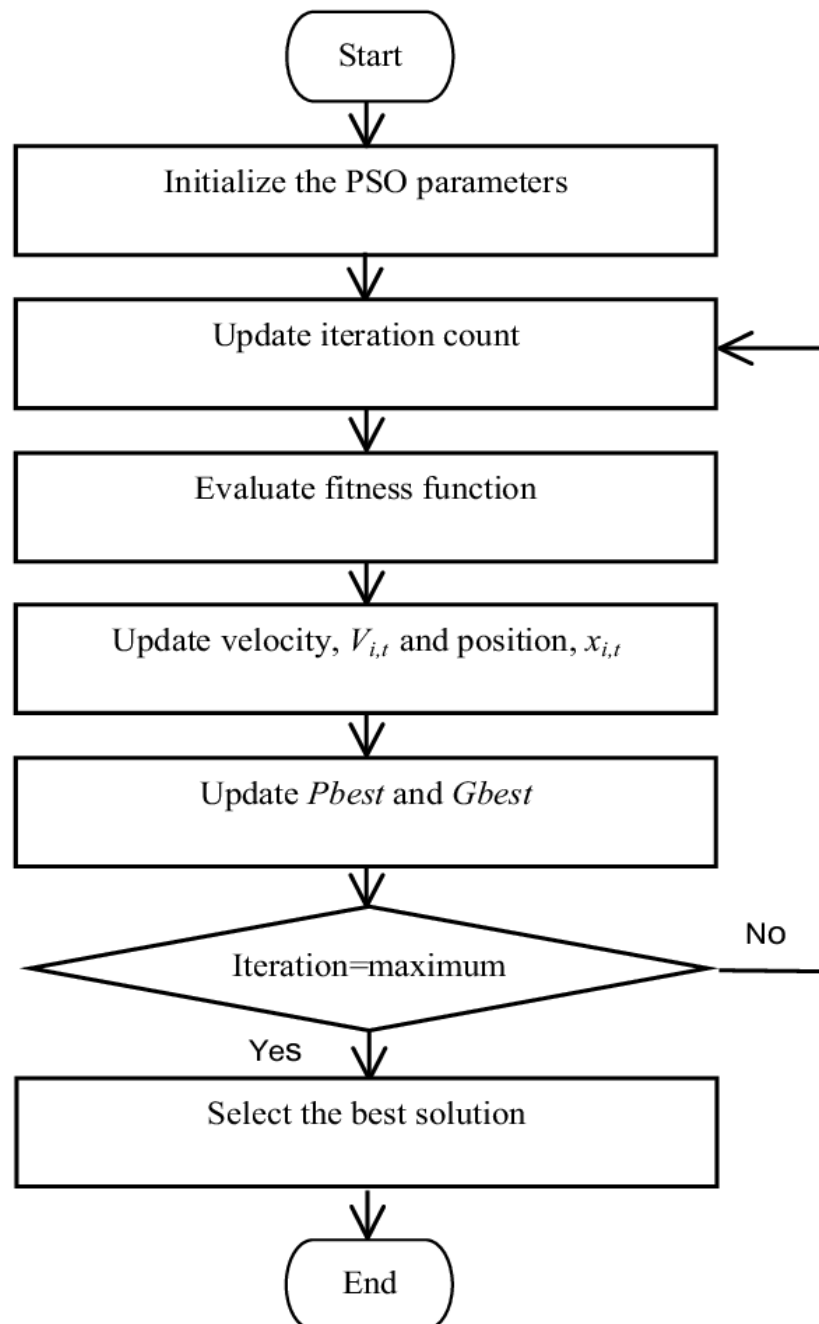 Start
Initialize the PSO parameters
Update iteration count
Evaluate fitness function
Update velocity, V_{i,t} and position, x_{i,t}
Update Pbest and Gbest
Iteration=maximum
No
Yes
Select the best solution
End